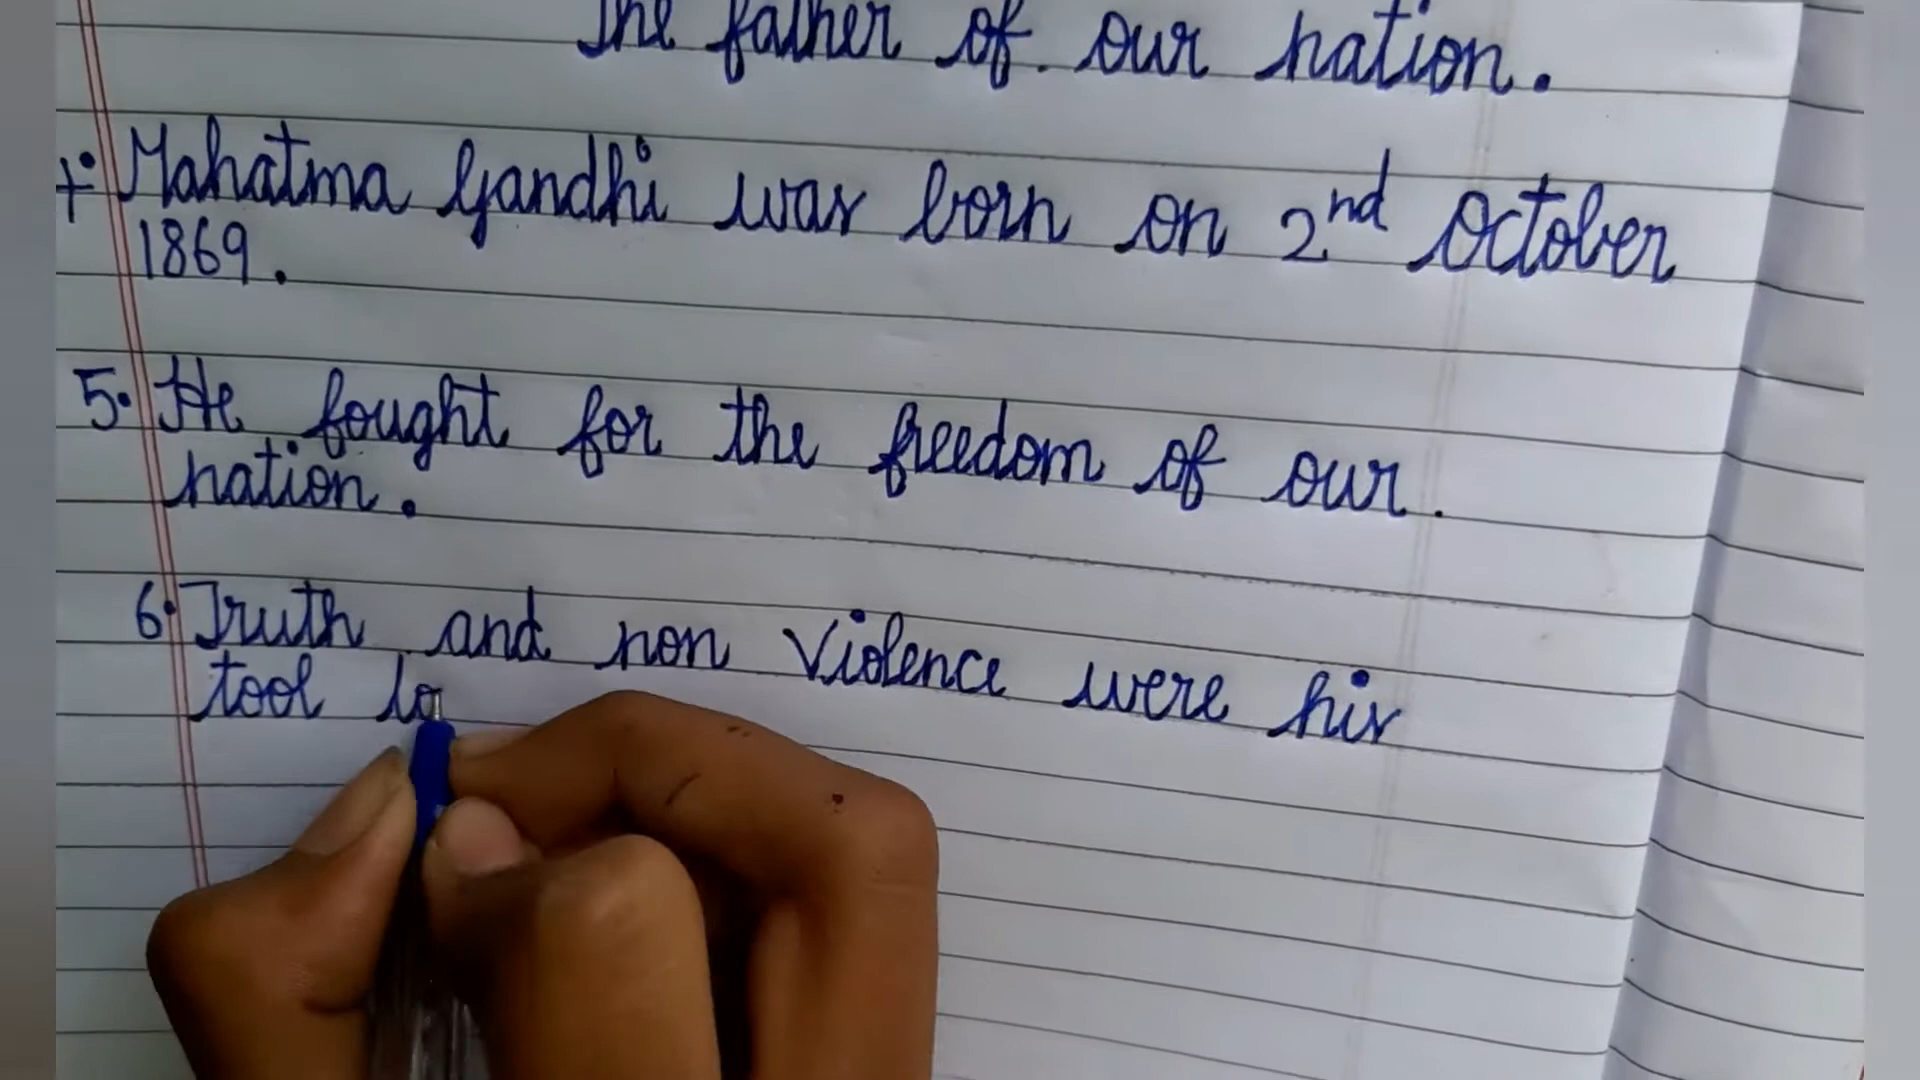 The father of our nation.
4. Mahatma Gandhi was born on 2nd October
1869.
5. He fought for the freedom of our.
nation.
6. Truth and non Violence were his
tool